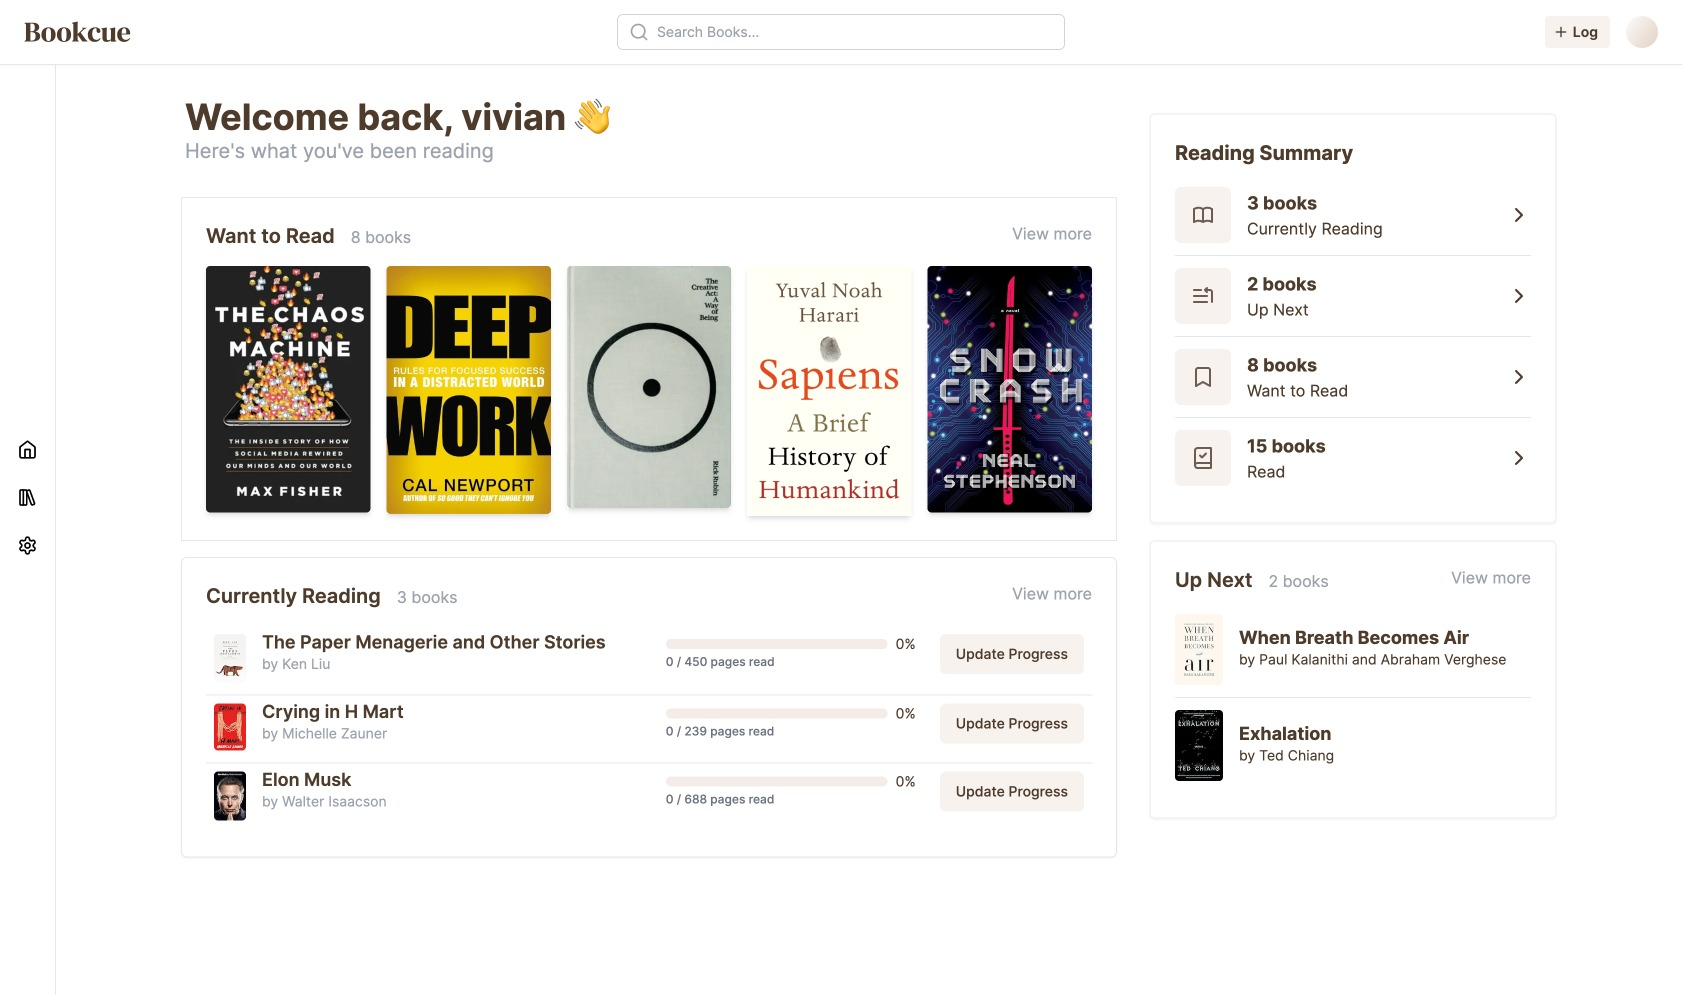 Bookcue
Search Books...
+ Log
Welcome back, vivian
Here's what you've been reading
Want to Read 8 books
View more
THE CHAOS
MACHINE
THE INSIDE STORY OF HOW
SOCIAL MEDIA REWIRED
OUR MINDS AND OUR WORLD
MAX FISHER
DEEP
RULES FOR FOCUSED SUCCESS
IN A DISTRACTED WORLD
WORK
CAL NEWPORT
AUTHOR OF SO GOOD THEY CAN'T IGNORE YOU
The
Creative
Act:
A
Way
of
Being
Rick Rubin
Yuval Noah
Harari
Sapiens
A Brief
History of
Humankind
a novel
SNOW
CRASH
NEAL
STEPHENSON
Currently Reading 3 books
View more
The Paper Menagerie and Other Stories
by Ken Liu
0%
0 / 450 pages read
Update Progress
Crying in H Mart
by Michelle Zauner
0%
0 / 239 pages read
Update Progress
Elon Musk
by Walter Isaacson
0%
0 / 688 pages read
Update Progress
Reading Summary
3 books
Currently Reading
2 books
Up Next
8 books
Want to Read
15 books
Read
Up Next 2 books
View more
WHEN
BREATH
BECOMES
air
When Breath Becomes Air
by Paul Kalanithi and Abraham Verghese
EXHALATION
TED CHIANG
Exhalation
by Ted Chiang